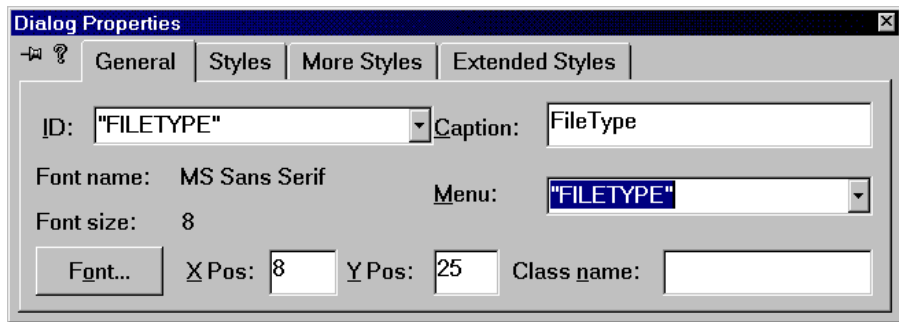 Dialog Properties
General Styles More Styles Extended Styles
ID: "FILETYPE" Caption: FileType
Font name: MS Sans Serif Menu: "FILETYPE"
Font size: 8
Font... X Pos: 8 Y Pos: 25 Class name: